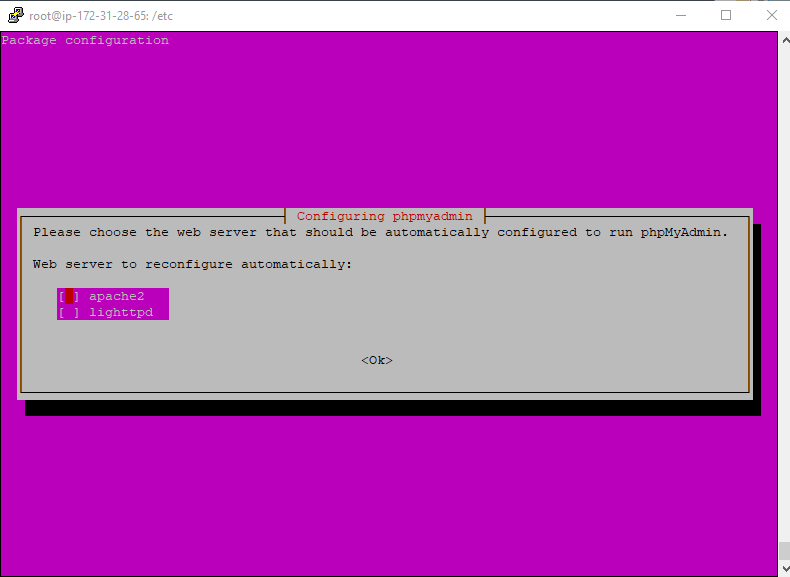 root@ip-172-31-28-65: /etc
Package configuration
Configuring phpmyadmin
Please choose the web server that should be automatically configured to run phpMyAdmin.
Web server to reconfigure automatically:
[ ] apache2
[ ] lighttpd
<Ok>